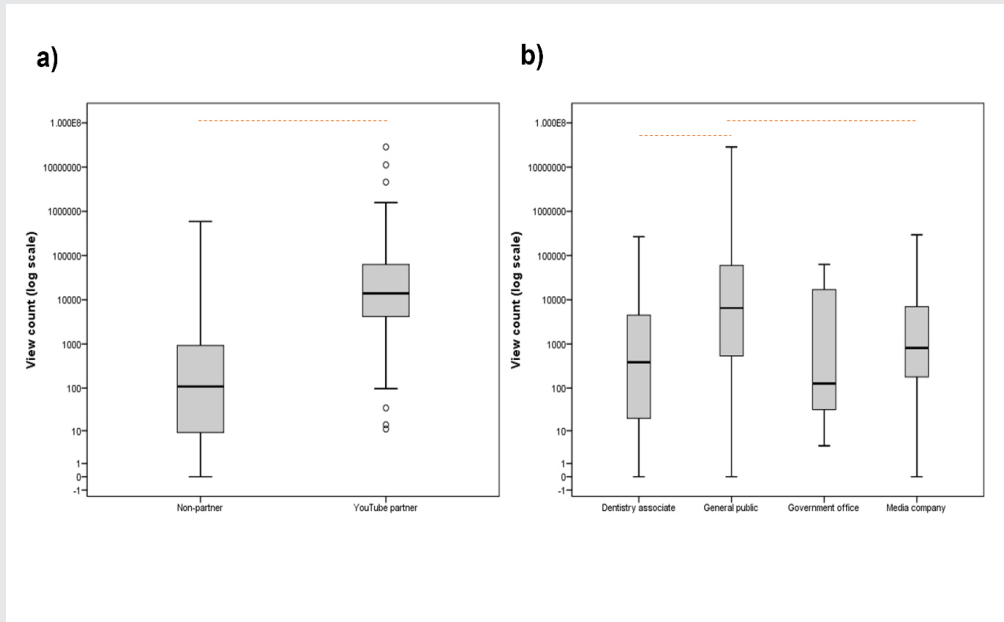 a)
b)
View count (log scale)
1.000E8
10000000
1000000
100000
10000
1000
100
10
1
0
-1
Non-partner
YouTube partner
View count (log scale)
1.000E8
10000000
1000000
100000
10000
1000
100
10
1
0
-1
Dentistry associate
General public
Government office
Media company